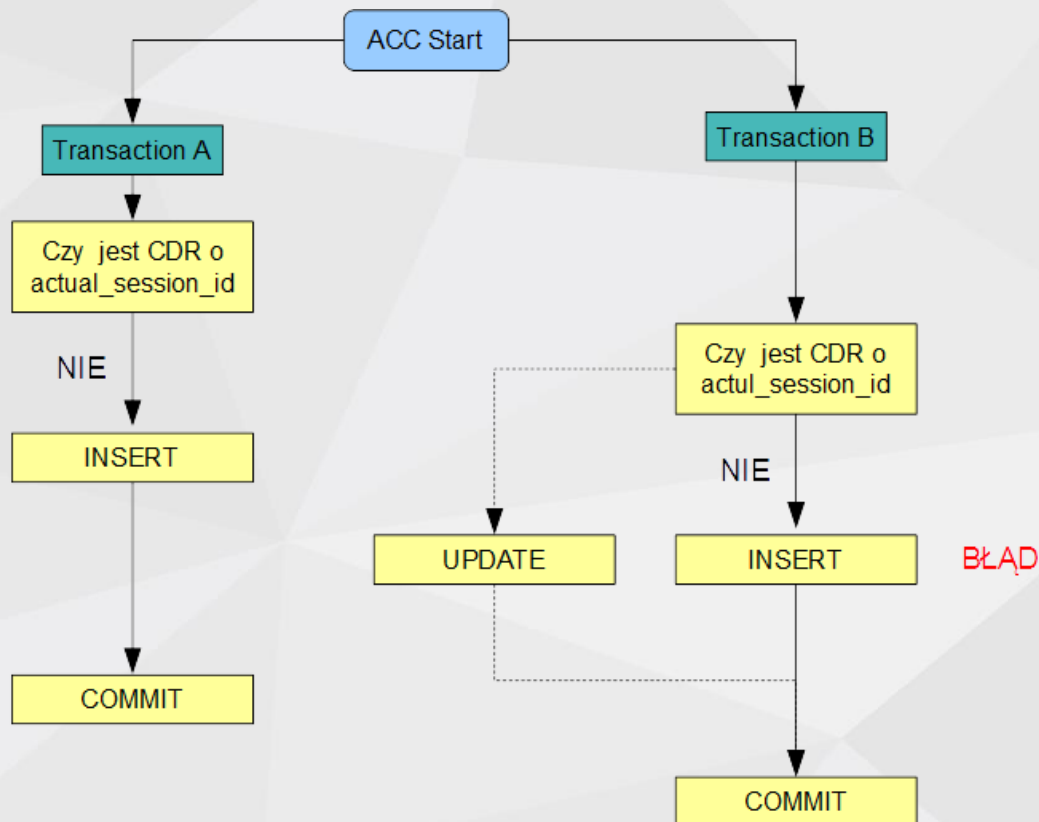 ACC Start
Transaction A
Czy jest CDR o
actual_session_id
NIE
INSERT
COMMIT
Transaction B
Czy jest CDR o
actul_session_id
NIE
UPDATE
INSERT
BŁĄD
COMMIT